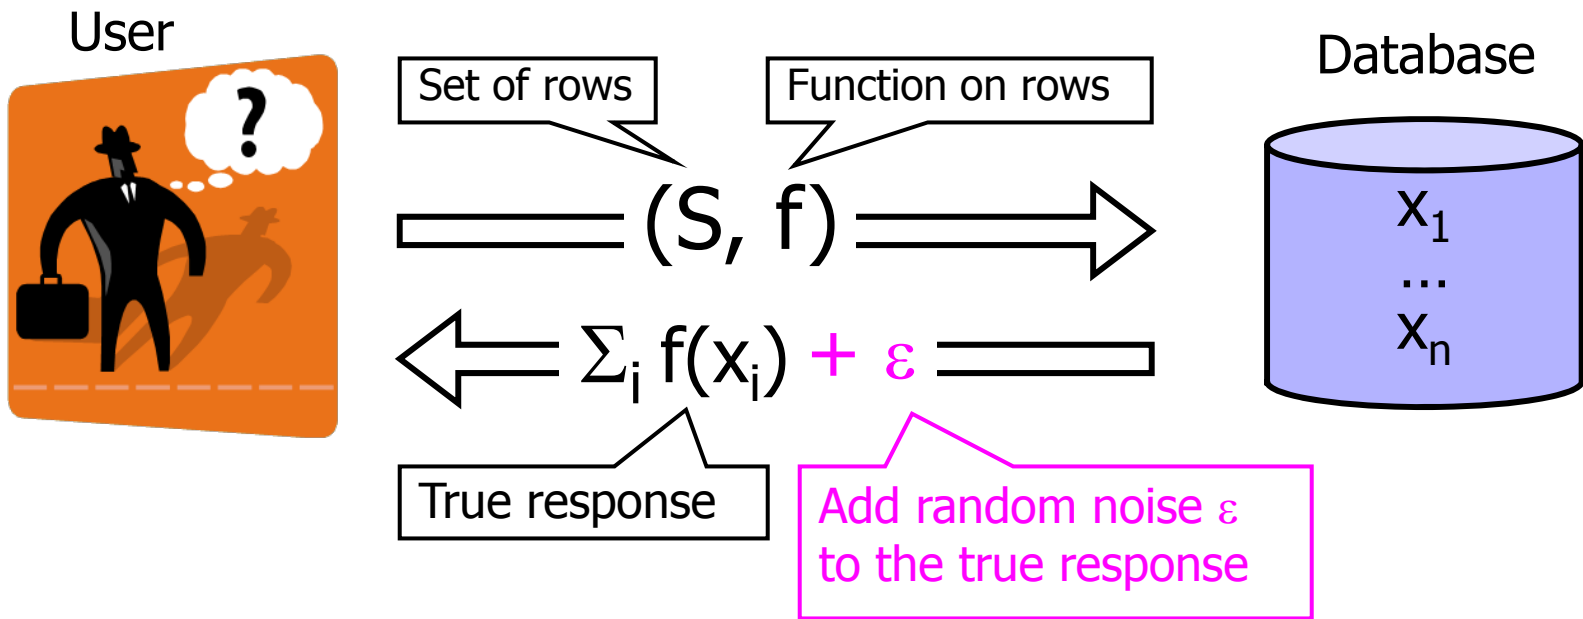 User
Database
Set of rows
Function on rows
?
(S, f)
x₁
...
xₙ
Σᵢ f(xᵢ) + ε
True response
Add random noise ε
to the true response